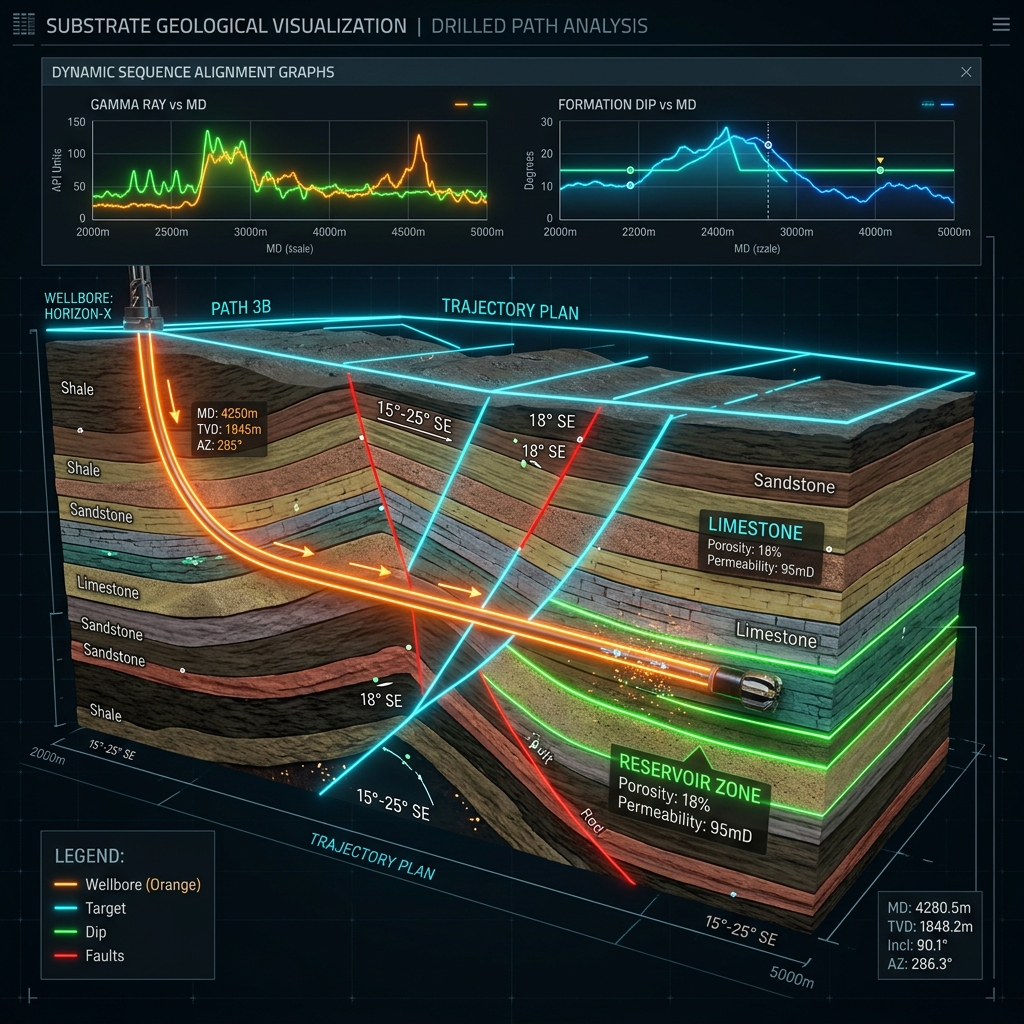 SUBSTRATE GEOLOGICAL VISUALIZATION | DRILLED PATH ANALYSIS
DYNAMIC SEQUENCE ALIGNMENT GRAPHS
GAMMA RAY vs MD
150
100
50
0
API Units
2000m 2500m 3000m 4000m 4500m 5000m
MD (ssaie)
FORMATION DIP vs MD
30
20
10
0
Degrees
2000m 2200m 2400m 3000m 4000m 5000m
MD (tzale)
WELLBORE:
HORIZON-X
PATH 3B
TRAJECTORY PLAN
Shale
MD: 4250m
TVD: 1845m
AZ: 285°
15°-25° SE
18° SE
18° SE
Shale
Sandstone
Sandstone
LIMESTONE
Porosity: 18%
Permeability: 95mD
Limestone
Sandstone
Limestone
Sandstone
18° SE
Shale
2000m
15°-25° SE
15°-25° SE
RESERVOIR ZONE
Porosity: 18%
Permeability: 95mD
TRAJECTORY PLAN
15°-25° SE
5000m
LEGEND:
Wellbore (Orange)
Target
Dip
Faults
MD: 4280.5m
TVD: 1848.2m
Incl: 90.1°
AZ: 286.3°